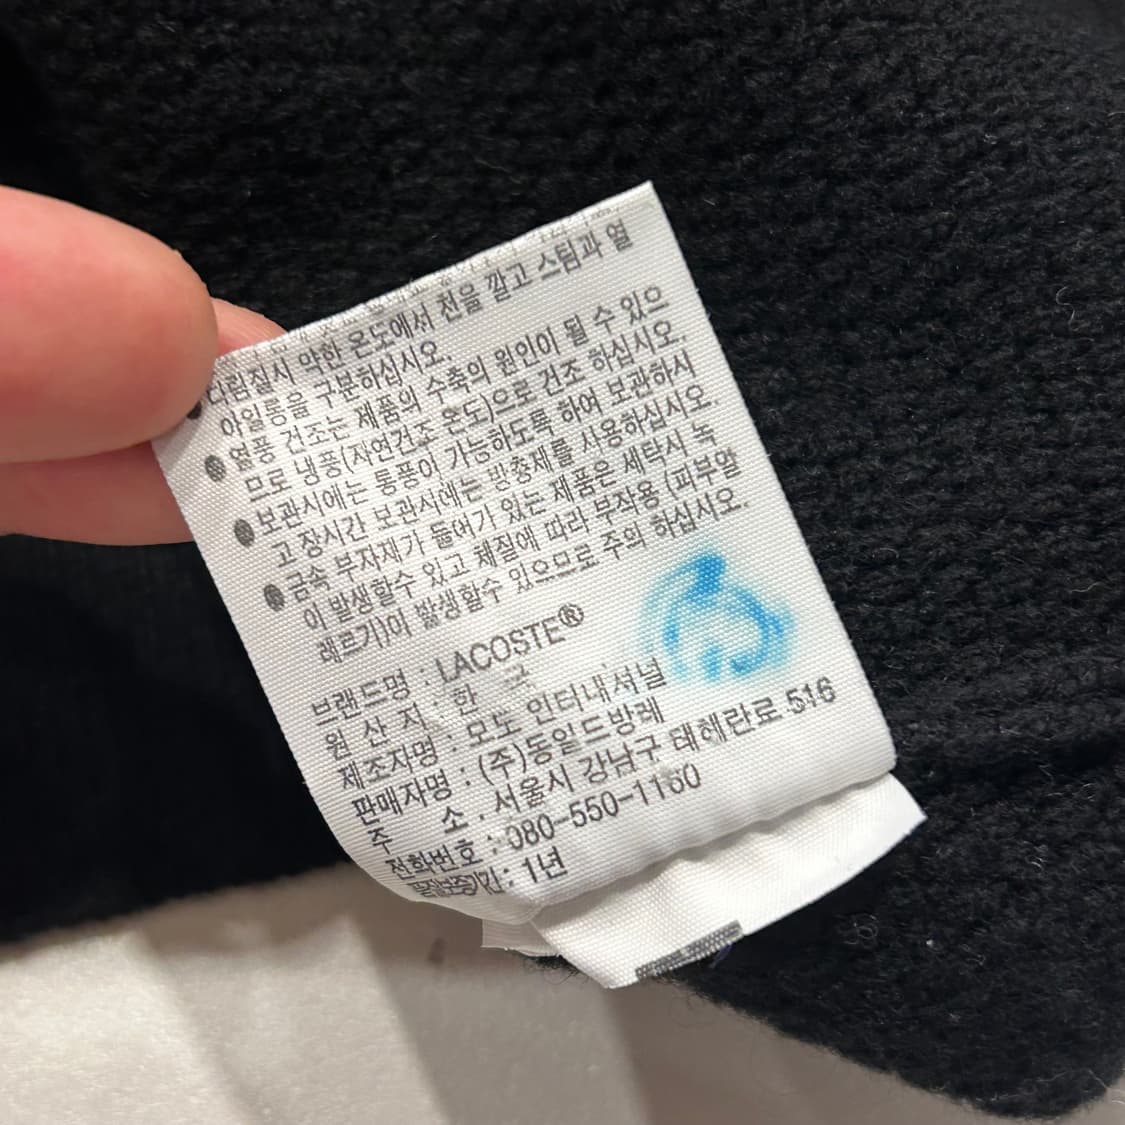 다림질시 약한 온도에서 천을 깔고 스팀과 열
아일롱을 구분하십시오.
열풍 건조는 제품의 수축의 원인이 될 수 있으
므로 냉풍(자연건조 온도)으로 건조 하십시오.
보관시에는 통풍이 가능하도록 하여 보관하시
고 장시간 보관시에는 방충제를 사용하십시오.
금속 부자재가 들어가 있는 제품은 세탁시 녹
이 발생할수 있고 체질에 따라 부작용 (피부알
레르기)이 발생할수 있으므로 주의 하십시오.
브랜드명 : LACOSTE®
원 산 지 : 한 국
제조자명 : 모도 인터내셔널
판매자명 : (주)동일드방레
주 소 : 서울시 강남구 테헤란로 516
전화번호 : 080-550-1160
품질보증기간 : 1년